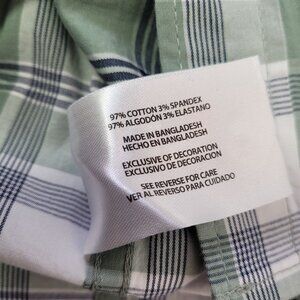 97% COTTON 3% SPANDEX
97% ALGODÓN 3% ELASTANO
MADE IN BANGLADESH
HECHO EN BANGLADESH
EXCLUSIVE OF DECORATION
EXCLUSIVO DE DECORACION
SEE REVERSE FOR CARE
VER AL REVERSO PARA CUIDADO